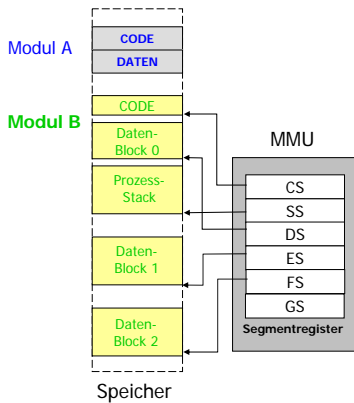 Modul A
CODE
DATEN
Modul B
CODE
Daten-
Block 0
Prozess-
Stack
Daten-
Block 1
Daten-
Block 2
Speicher
MMU
CS
SS
DS
ES
FS
GS
Segmentregister